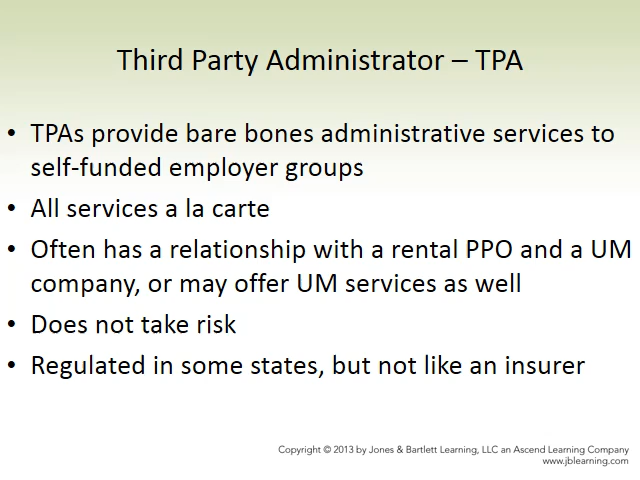 Third Party Administrator – TPA
• TPAs provide bare bones administrative services to
self-funded employer groups
• All services a la carte
• Often has a relationship with a rental PPO and a UM
company, or may offer UM services as well
• Does not take risk
• Regulated in some states, but not like an insurer
Copyright © 2013 by Jones & Bartlett Learning, LLC an Ascend Learning Company
www.jblearning.com